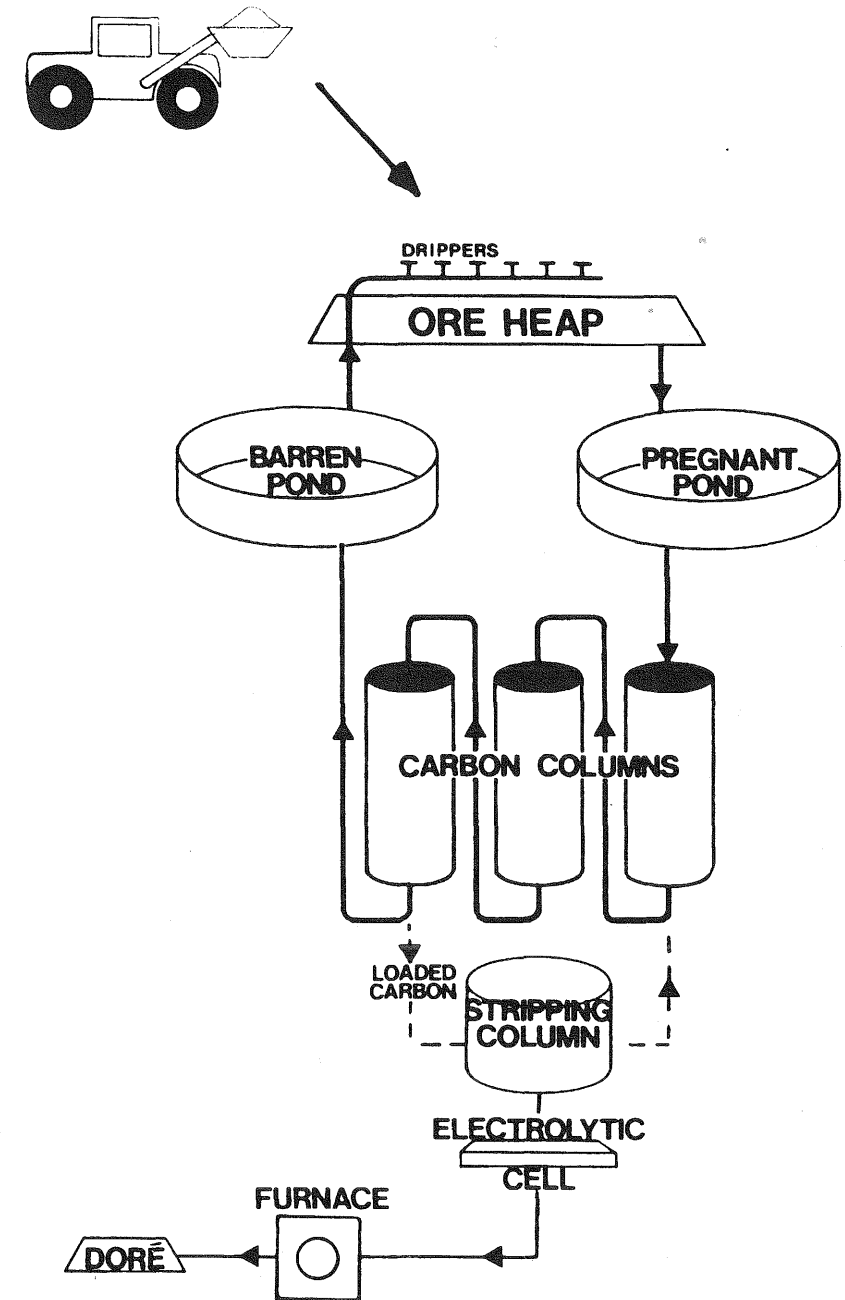 DRIPPERS
ORE HEAP
BARREN
POND
PREGNANT
POND
CARBON COLUMNS
LOADED
CARBON
STRIPPING
COLUMN
ELECTROLYTIC
CELL
FURNACE
DORÉ